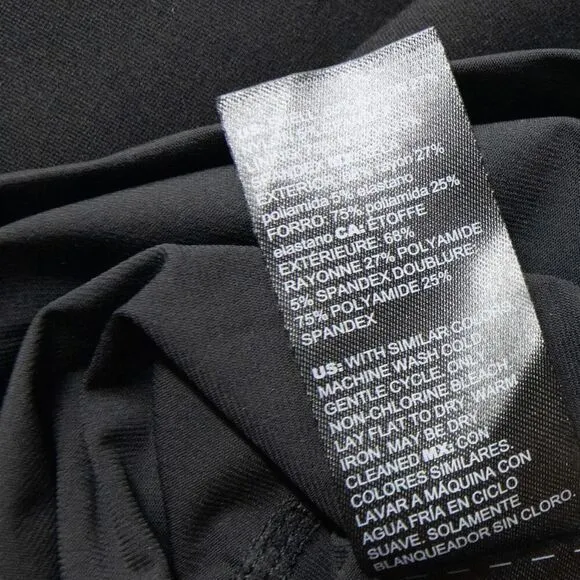 EXTERIOR: rayon 27%
poliamida 5% elastano
FORRO: 75% poliamida 25%
elastano CA: ÉTOFFE
EXTÉRIEURE: 68%
RAYONNE 27% POLYAMIDE
5% SPANDEX DOUBLURE:
75% POLYAMIDE 25%
SPANDEX
US: WITH SIMILAR COLORS.
MACHINE WASH COLD
GENTLE CYCLE. ONLY
NON-CHLORINE BLEACH.
LAY FLAT TO DRY. WARM
IRON. MAY BE DRY
CLEANED MX: CON
COLORES SIMILARES.
LAVAR A MÁQUINA CON
AGUA FRÍA EN CICLO
SUAVE. SOLAMENTE
BLANQUEADOR SIN CLORO.